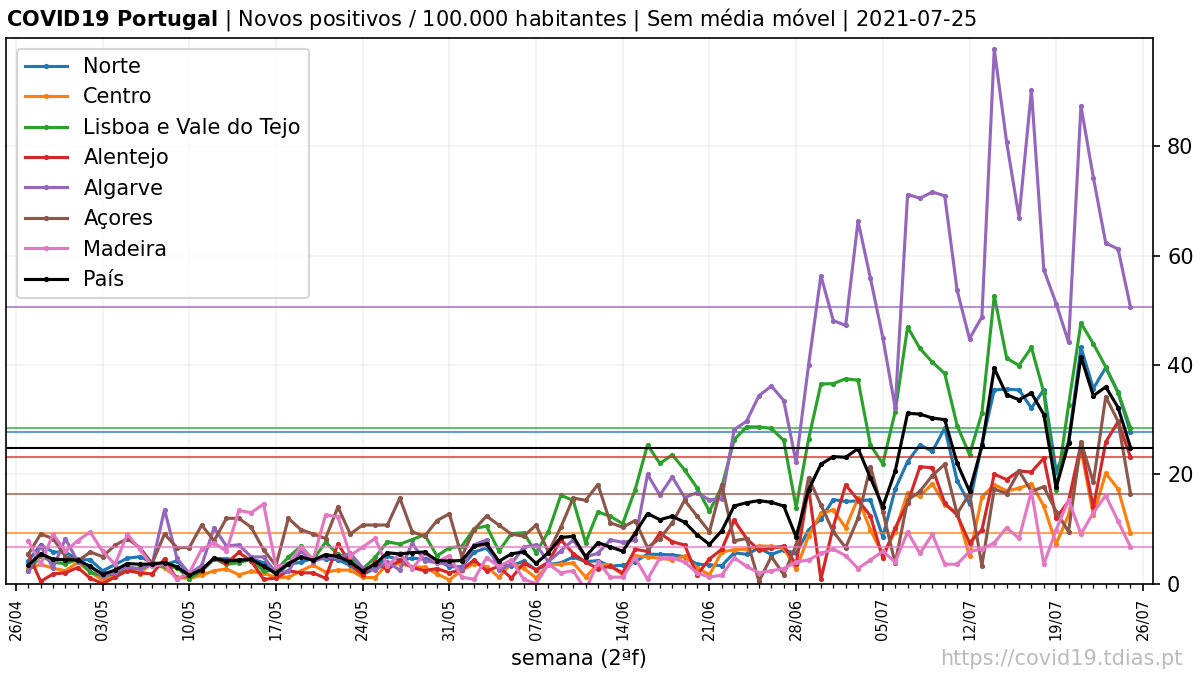 COVID19 Portugal | Novos positivos / 100.000 habitantes | Sem média móvel | 2021-07-25
Norte
Centro
Lisboa e Vale do Tejo
Alentejo
Algarve
Açores
Madeira
País
80
60
40
20
0
26/04
03/05
10/05
17/05
24/05
31/05
07/06
14/06
21/06
28/06
05/07
12/07
19/07
26/07
semana (2ªf)
https://covid19.tdias.pt